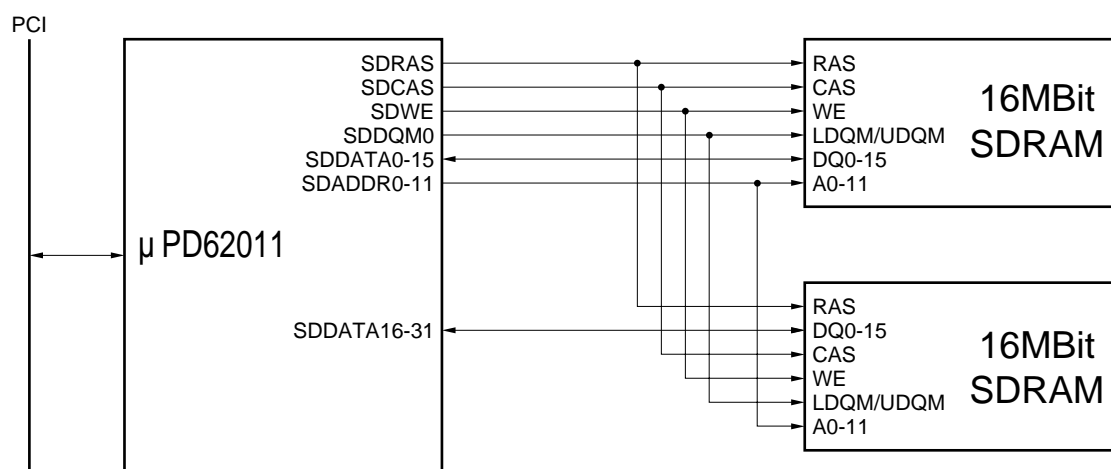 PCI
SDRAS
SDCAS
SDWE
SDDQM0
SDDATA0-15
SDADDR0-11
µ PD62011
SDDATA16-31
RAS
CAS
WE
LDQM/UDQM
DQ0-15
A0-11
16MBit
SDRAM
RAS
DQ0-15
CAS
WE
LDQM/UDQM
A0-11
16MBit
SDRAM